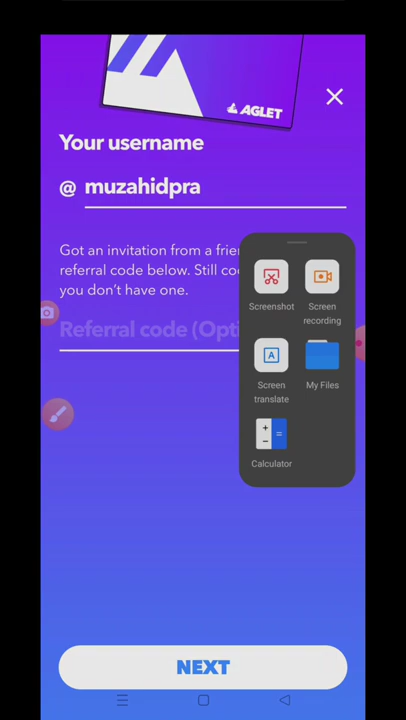 AGLET
Your username
@ muzahidpra
Got an invitation from a frie
referral code below. Still co
you don't have one.
Referral code (Opti
Screenshot
Screen
recording
A
Screen
translate
My Files
+
−
=
Calculator
NEXT